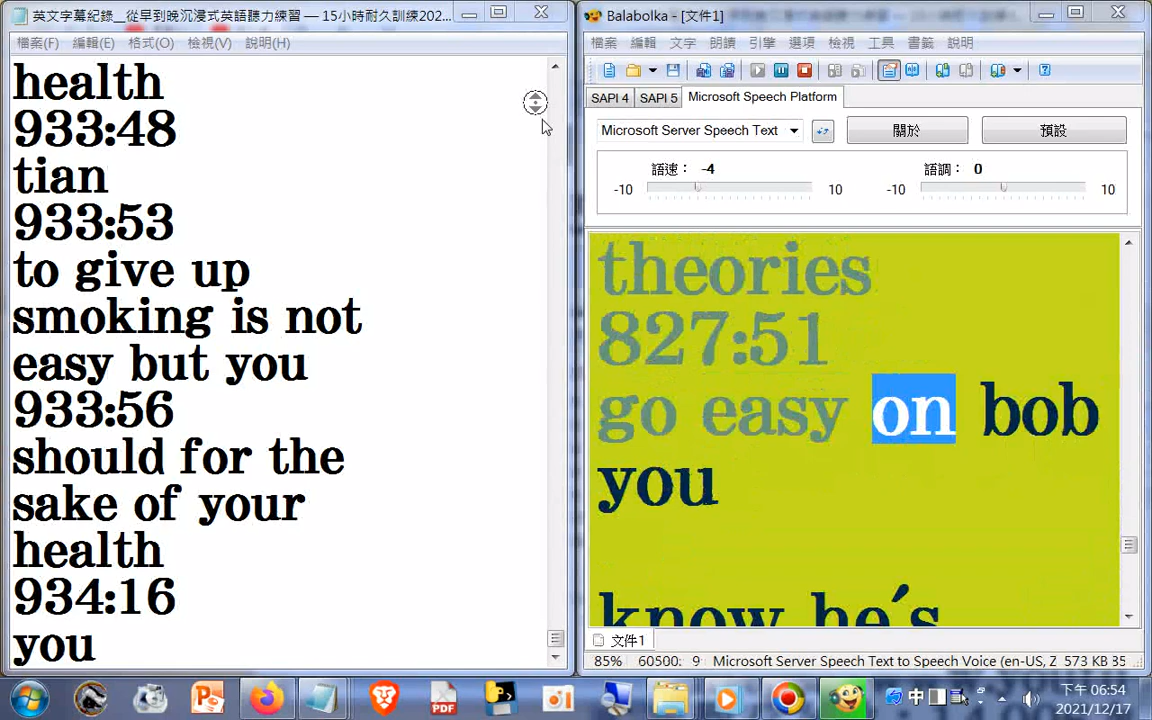 英文字幕紀錄__從早到晚沉浸式英語聽力練習 — 15小時耐久訓練202...
檔案(F) 編輯(E) 格式(O) 檢視(V) 說明(H)
health
933:48
tian
933:53
to give up
smoking is not
easy but you
933:56
should for the
sake of your
health
934:16
you
Balabolka - [文件1]
檔案 編輯 文字 朗讀 引擎 選項 檢視 工具 書籤 說明
SAPI 4 SAPI 5 Microsoft Speech Platform
Microsoft Server Speech Text 關於 預設
語速： -4 語調： 0
-10 10 -10 10
theories
827:51
go easy on bob
you
know he's
文件1
85% 60500: 9 Microsoft Server Speech Text to Speech Voice (en-US, Z 573 KB 35
PDF 中 下午 06:54
2021/12/17